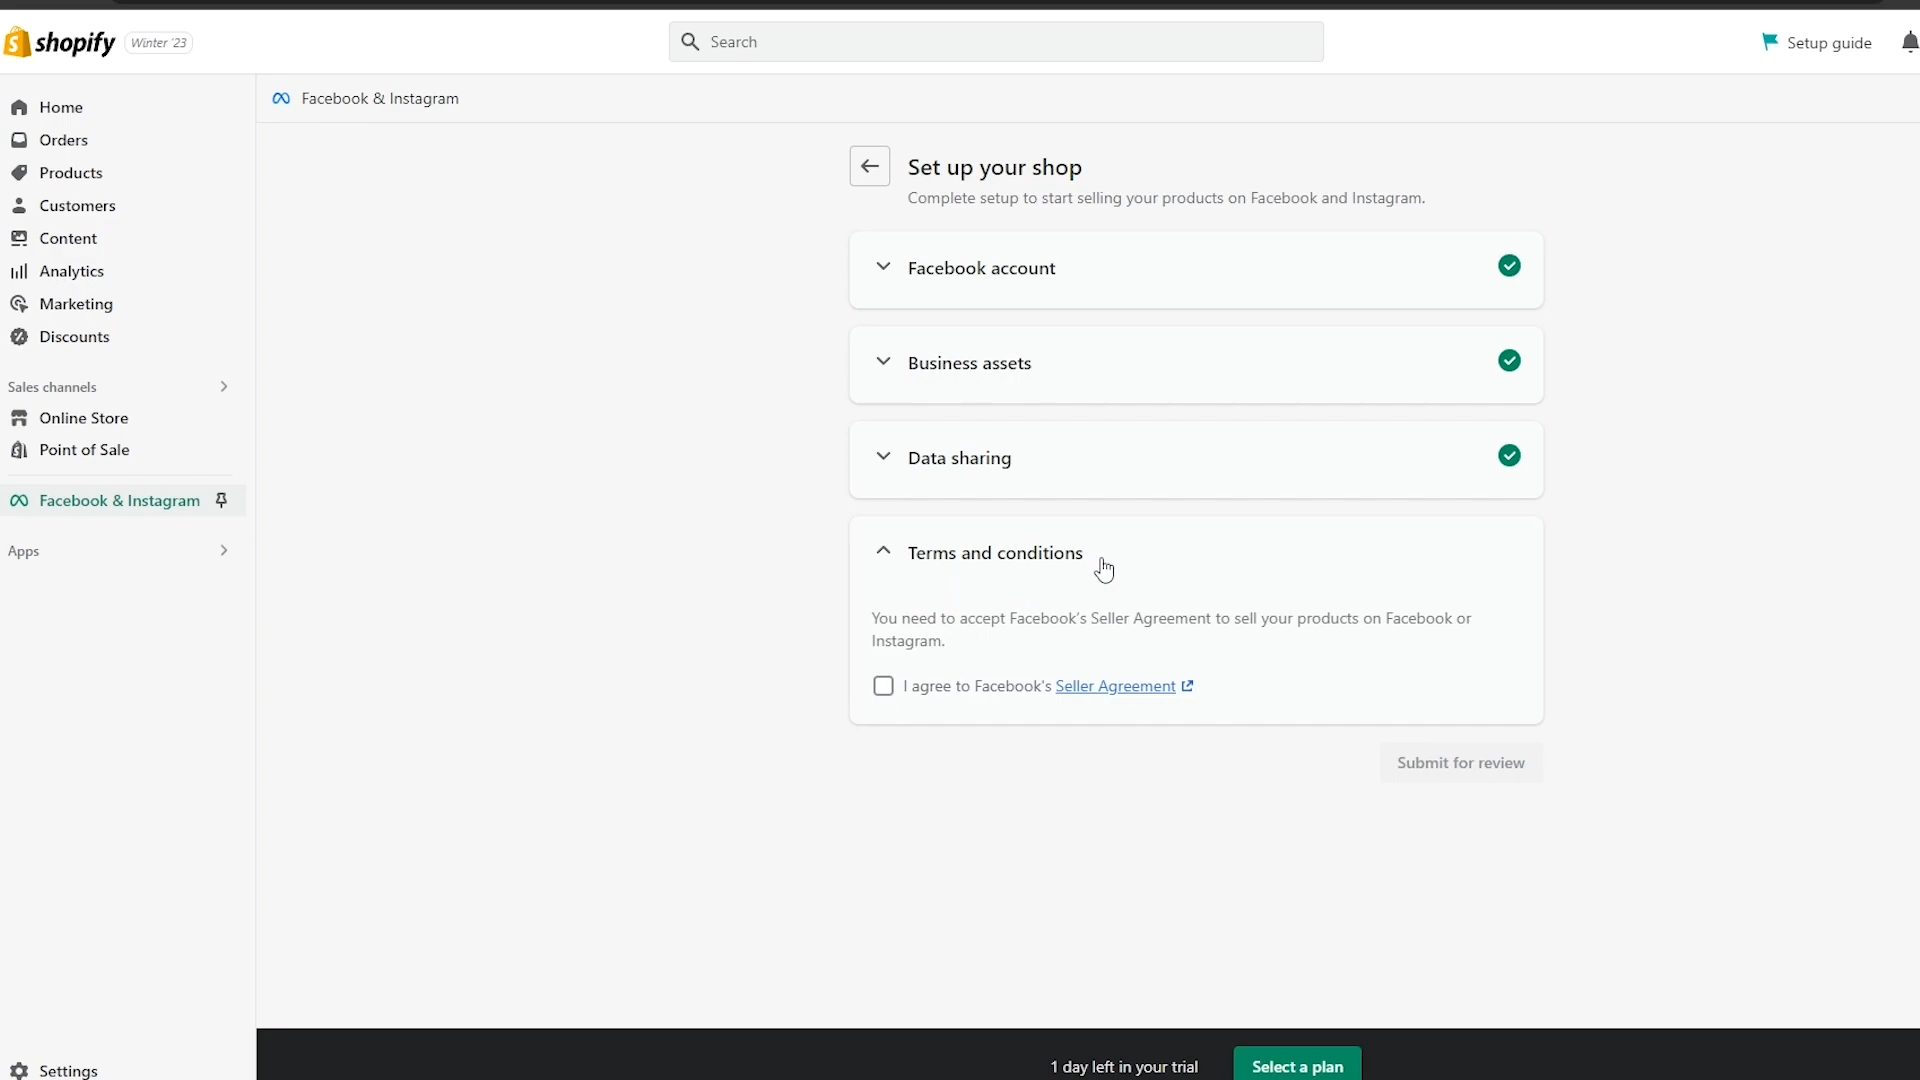 shopify Winter '23
Search
Setup guide
Home
Orders
Products
Customers
Content
Analytics
Marketing
Discounts
Sales channels
Online Store
Point of Sale
Facebook & Instagram
Apps
Settings
Facebook & Instagram
Set up your shop
Complete setup to start selling your products on Facebook and Instagram.
Facebook account
Business assets
Data sharing
Terms and conditions
You need to accept Facebook's Seller Agreement to sell your products on Facebook or
Instagram.
I agree to Facebook's Seller Agreement
Submit for review
1 day left in your trial
Select a plan